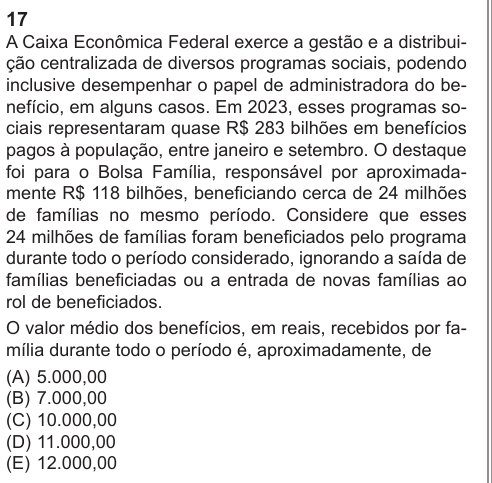 17
A Caixa Econômica Federal exerce a gestão e a distribui-
ção centralizada de diversos programas sociais, podendo
inclusive desempenhar o papel de administradora do be-
nefício, em alguns casos. Em 2023, esses programas so-
ciais representaram quase R$ 283 bilhões em benefícios
pagos à população, entre janeiro e setembro. O destaque
foi para o Bolsa Família, responsável por aproximada-
mente R$ 118 bilhões, beneficiando cerca de 24 milhões
de famílias no mesmo período. Considere que esses
24 milhões de famílias foram beneficiados pelo programa
durante todo o período considerado, ignorando a saída de
famílias beneficiadas ou a entrada de novas famílias ao
rol de beneficiados.
O valor médio dos benefícios, em reais, recebidos por fa-
mília durante todo o período é, aproximadamente, de
(A) 5.000,00
(B) 7.000,00
(C) 10.000,00
(D) 11.000,00
(E) 12.000,00